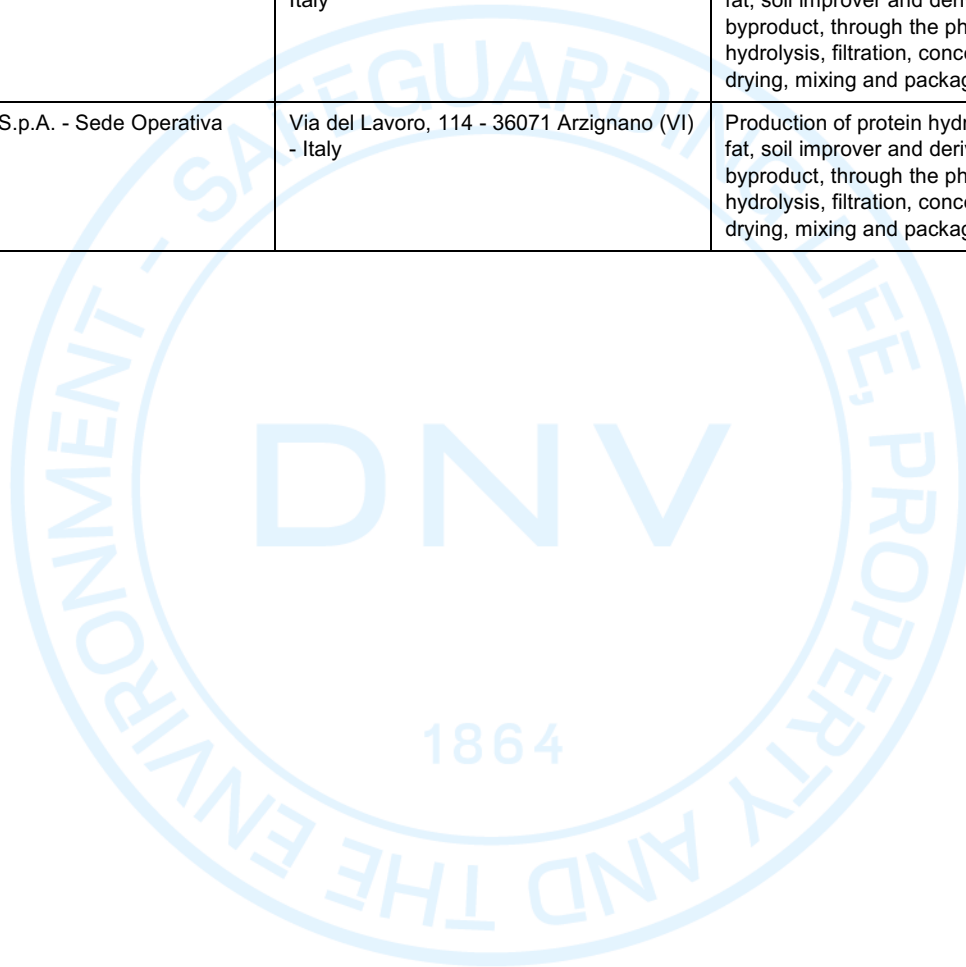 Italy
fat, soil improver and deri
byproduct, through the ph
hydrolysis, filtration, conce
drying, mixing and packag
S.p.A. - Sede Operativa
Via del Lavoro, 114 - 36071 Arzignano (VI)
- Italy
Production of protein hydr
fat, soil improver and deri
byproduct, through the ph
hydrolysis, filtration, conce
drying, mixing and packag
SAFEGUARDING LIFE, PROPERTY AND THE ENVIRONMENT -
DNV
1864